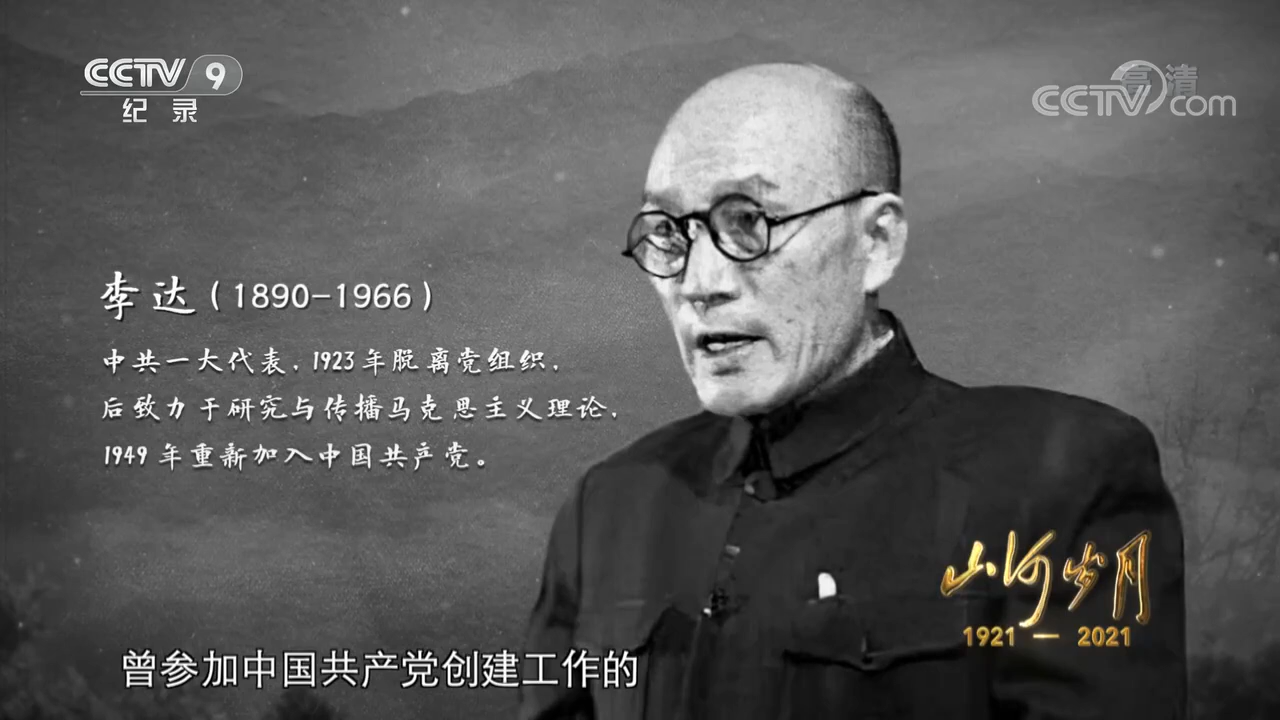 CCTV 9
纪录
高清
CCTV.com
李达（1890-1966）
中共一大代表，1923年脱离党组织，
后致力于研究与传播马克思主义理论，
1949年重新加入中国共产党。
山河岁月
1921 — 2021
曾参加中国共产党创建工作的